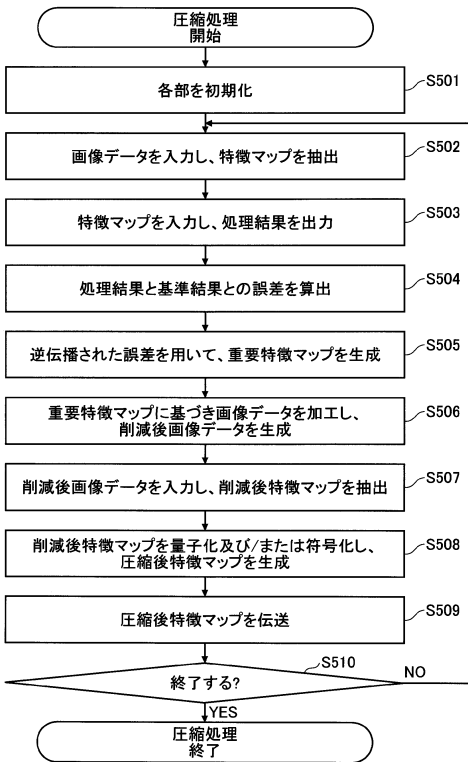 圧縮処理
開始
各部を初期化
S501
画像データを入力し、特徴マップを抽出
S502
特徴マップを入力し、処理結果を出力
S503
処理結果と基準結果との誤差を算出
S504
逆伝播された誤差を用いて、重要特徴マップを生成
S505
重要特徴マップに基づき画像データを加工し、
削減後画像データを生成
S506
削減後画像データを入力し、削減後特徴マップを抽出
S507
削減後特徴マップを量子化及び/または符号化し、
圧縮後特徴マップを生成
S508
圧縮後特徴マップを伝送
S509
S510
終了する?
NO
YES
圧縮処理
終了